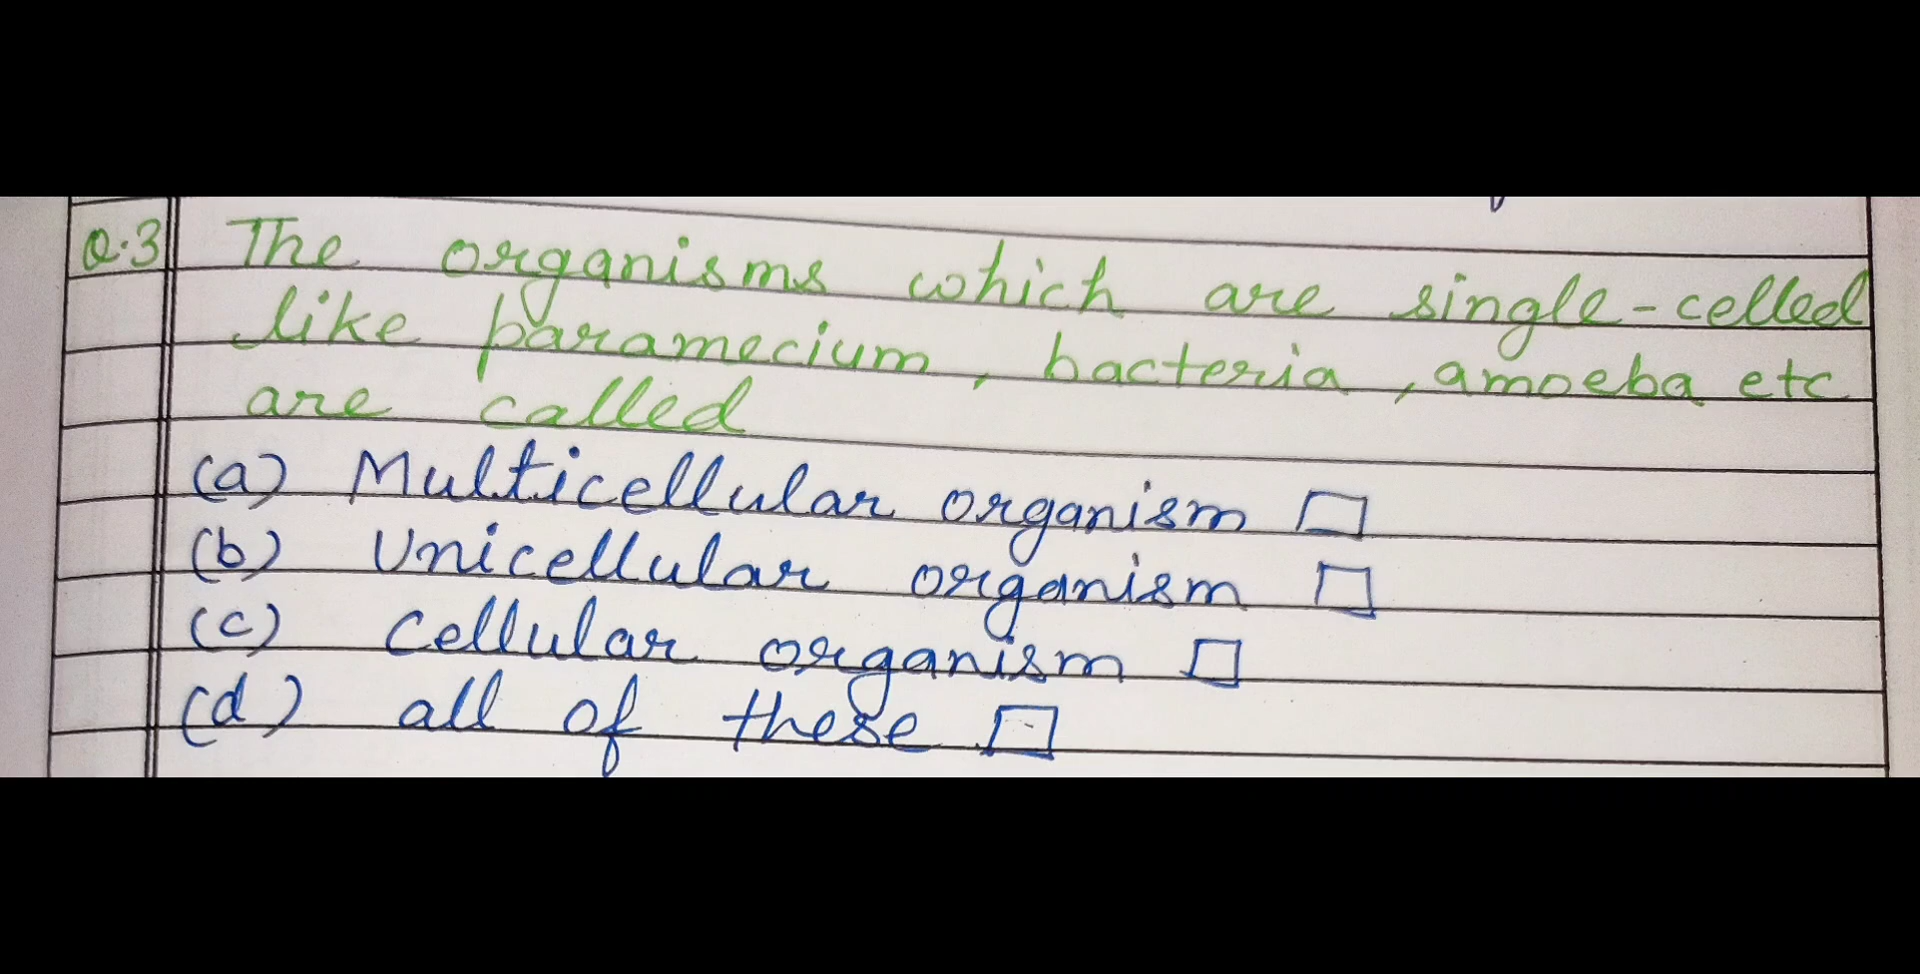 Q.3 The organisms which are single-celled
like paramecium, bacteria, amoeba etc
are called
(a) Multicellular organism
(b) Unicellular organism
(c) Cellular organism
(d) all of these